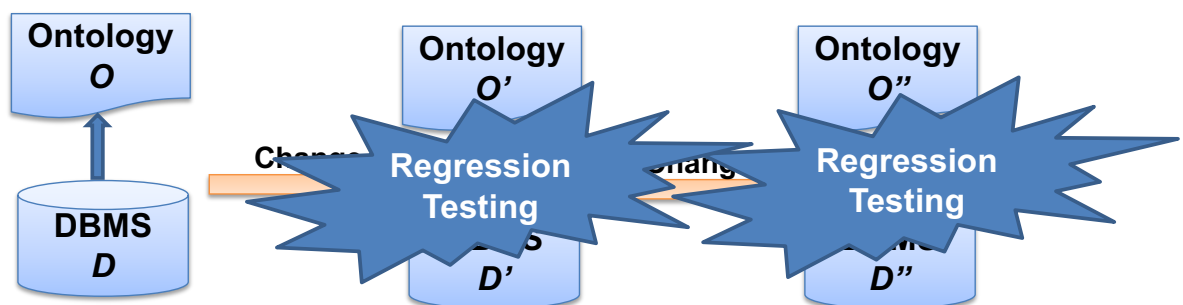 Ontology
O
DBMS
D
Ontology
O’
Regression
Testing
D’
Ontology
O”
Regression
Testing
D”